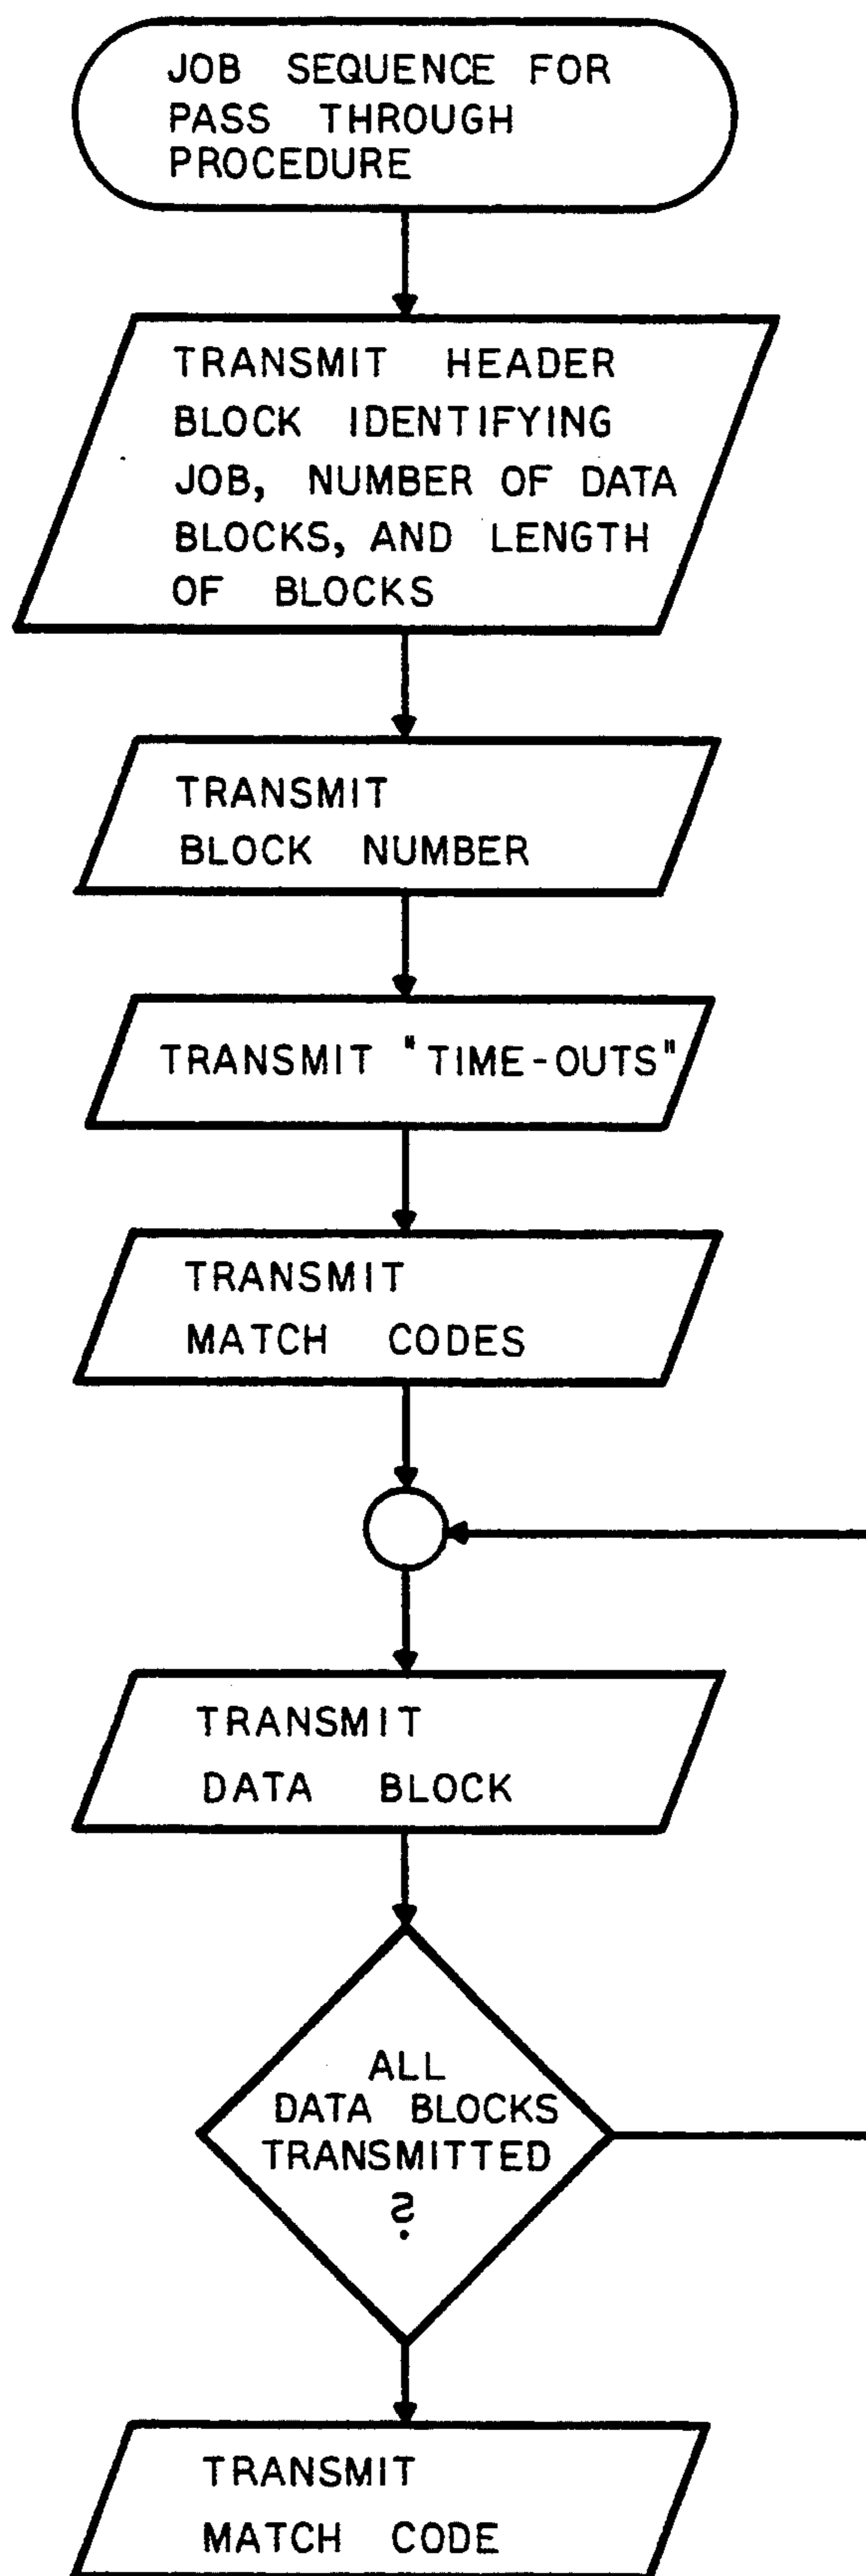 JOB SEQUENCE FOR
PASS THROUGH
PROCEDURE
TRANSMIT HEADER
BLOCK IDENTIFYING
JOB, NUMBER OF DATA
BLOCKS, AND LENGTH
OF BLOCKS
TRANSMIT
BLOCK NUMBER
TRANSMIT "TIME-OUTS"
TRANSMIT
MATCH CODES
TRANSMIT
DATA BLOCK
ALL
DATA BLOCKS
TRANSMITTED
?
TRANSMIT
MATCH CODE